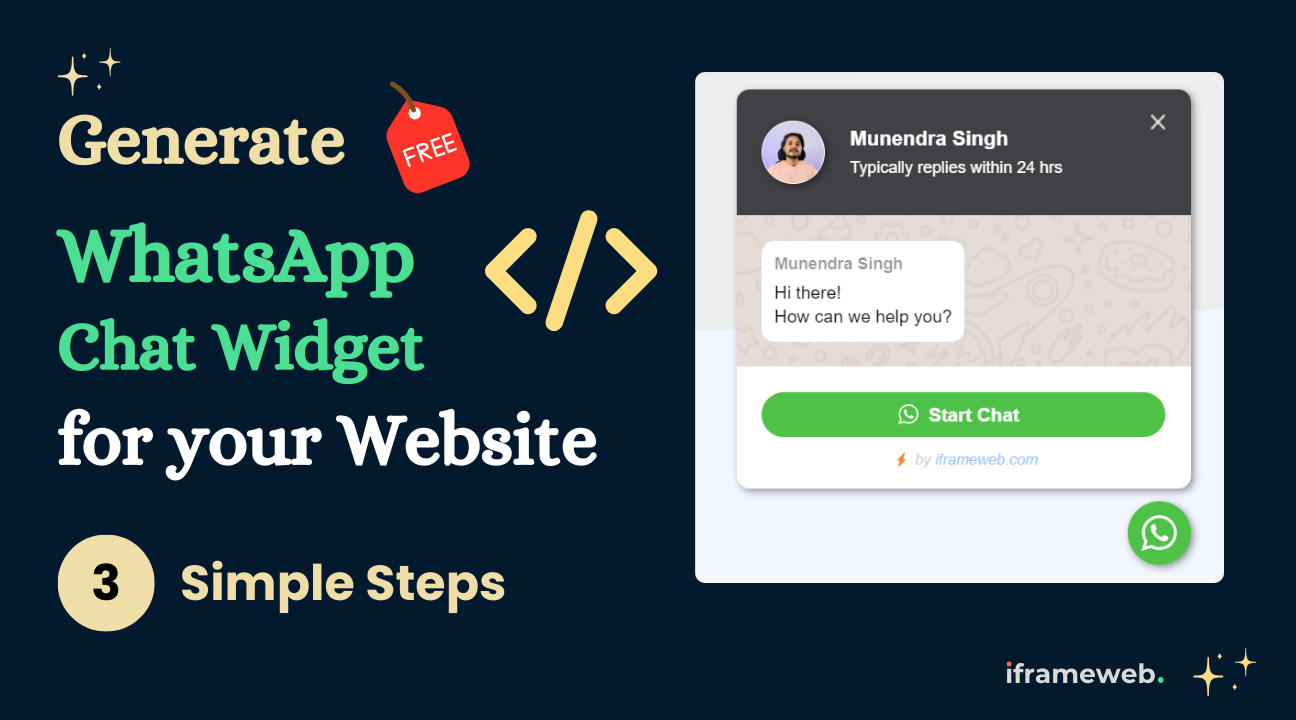 Generate
FREE
WhatsApp
Chat Widget
for your Website
3 Simple Steps
Munendra Singh
Typically replies within 24 hrs
Munendra Singh
Hi there!
How can we help you?
Start Chat
by iframeweb.com
iframeweb.